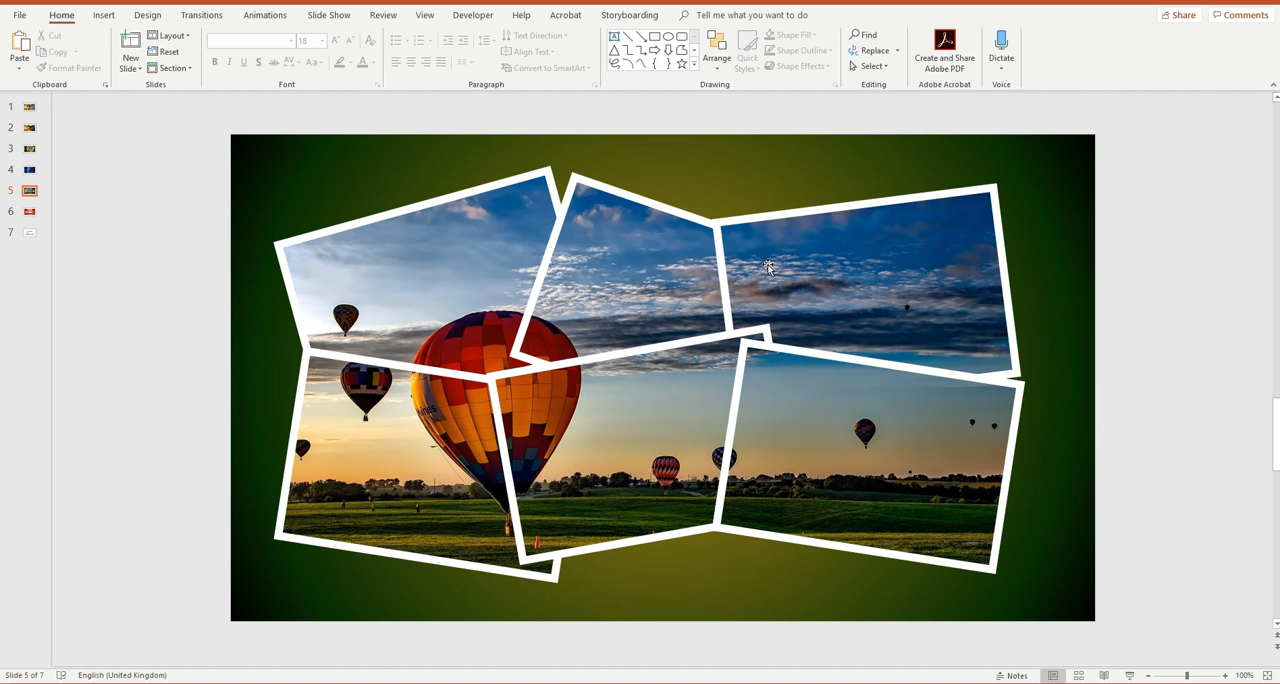 File Home Insert Design Transitions Animations Slide Show Review View Developer Help Acrobat Storyboarding Tell me what you want to do Share Comments
Paste Cut Copy Format Painter Clipboard
New Slide Layout Reset Section Slides
18 Font
Text Direction Align Text Convert to SmartArt Paragraph
Arrange Quick Styles Shape Fill Shape Outline Shape Effects Drawing
Find Replace Select Editing
Create and Share Adobe PDF Adobe Acrobat
Dictate Voice
1
2
3
4
5
6
7
Slide 5 of 7 English (United Kingdom) Notes 100%